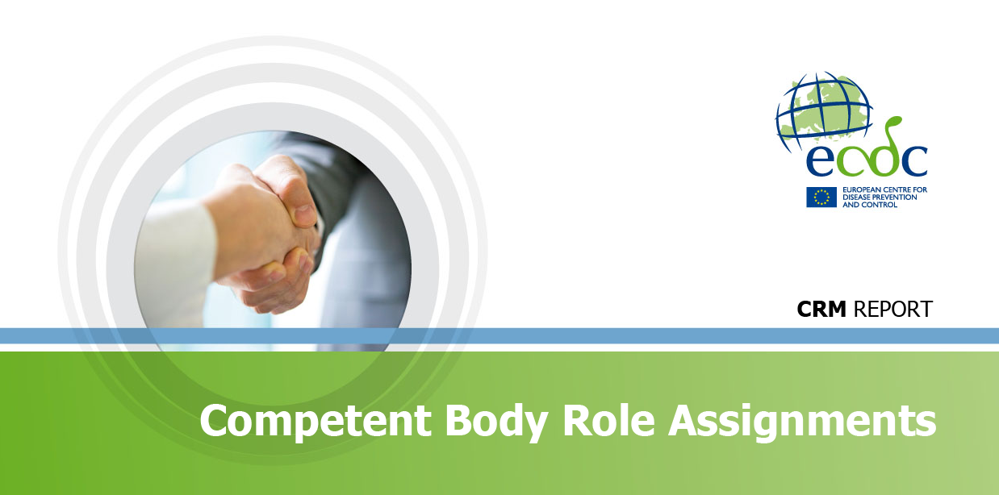 ecdc
EUROPEAN CENTRE FOR
DISEASE PREVENTION
AND CONTROL
CRM REPORT
Competent Body Role Assignments